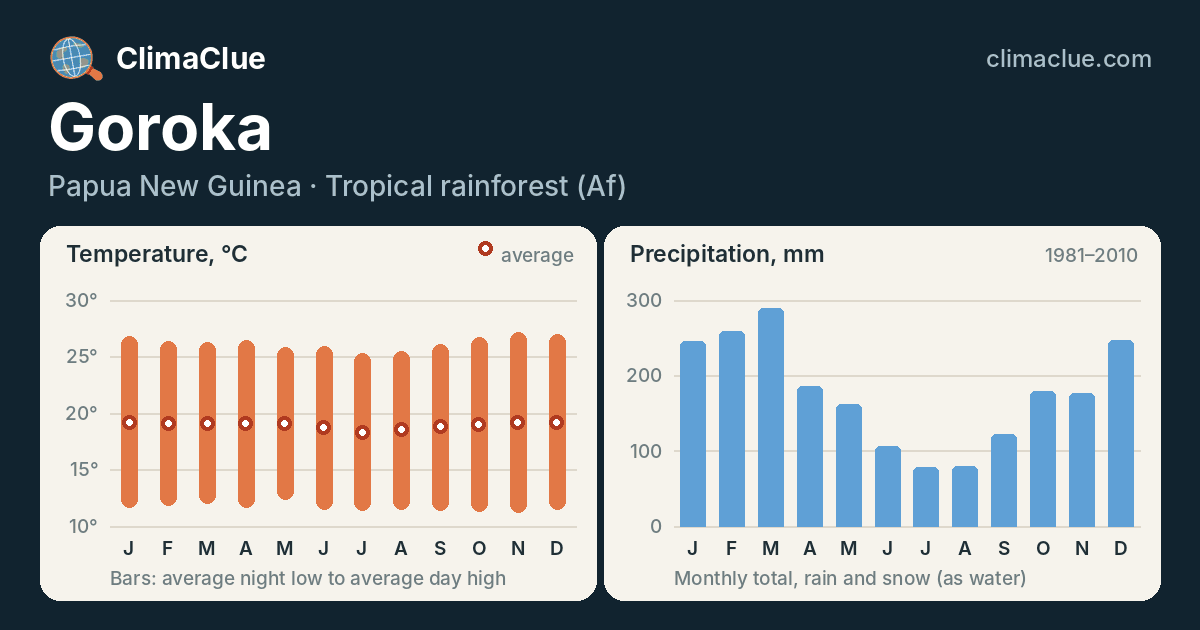 ClimaClue
climaclue.com
Goroka
Papua New Guinea · Tropical rainforest (Af)
Temperature, °C
average
30°
25°
20°
15°
10°
J F M A M J J A S O N D
Bars: average night low to average day high
Precipitation, mm
1981–2010
300
200
100
0
J F M A M J J A S O N D
Monthly total, rain and snow (as water)